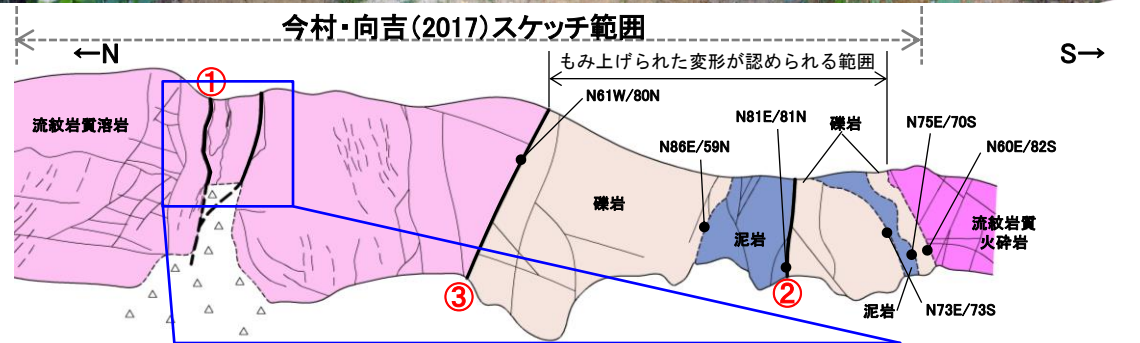 今村・向吉(2017)スケッチ範囲
←N
S→
もみ上げられた変形が認められる範囲
①
流紋岩質溶岩
N61W/80N
N81E/81N
礫岩
N75E/70S
N86E/59N
N60E/82S
礫岩
泥岩
流紋岩質
火砕岩
③
②
泥岩
N73E/73S